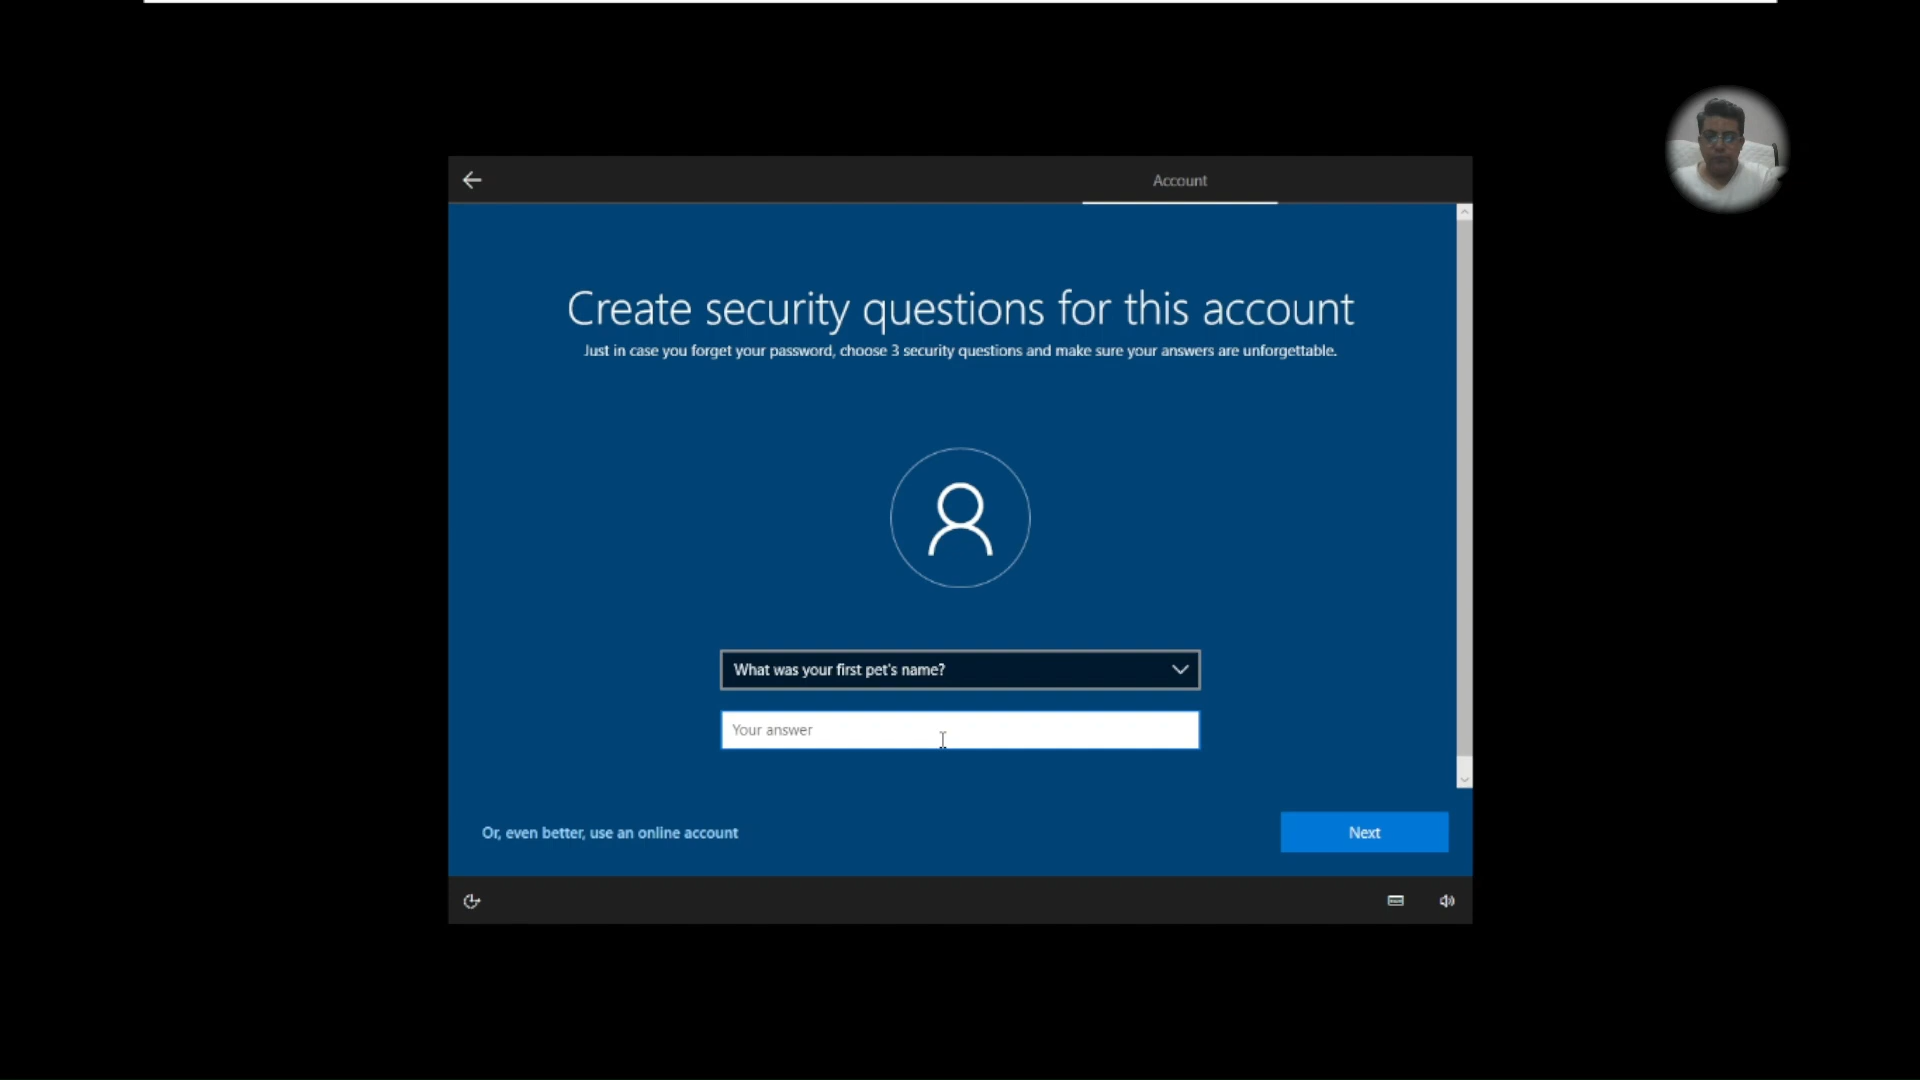 Account
Create security questions for this account
Just in case you forget your password, choose 3 security questions and make sure your answers are unforgettable.
What was your first pet's name?
Your answer
Or, even better, use an online account
Next